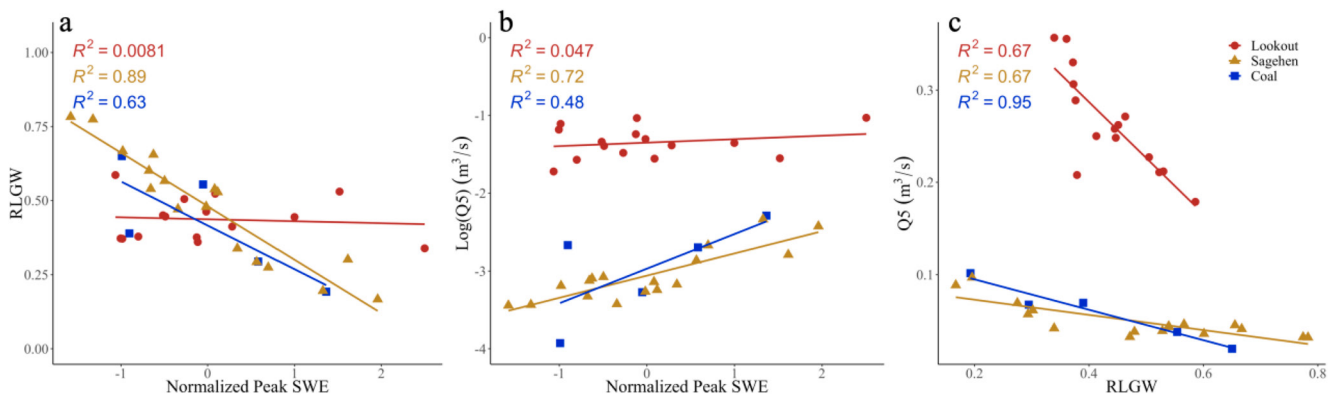 a
R² = 0.0081
R² = 0.89
R² = 0.63
1.00
0.75
0.50
0.25
0.00
RLGW
-1
0
1
2
Normalized Peak SWE
b
R² = 0.047
R² = 0.72
R² = 0.48
0
-1
-2
-3
-4
Log(Q5) (m³/s)
-1
0
1
2
Normalized Peak SWE
c
R² = 0.67
R² = 0.67
R² = 0.95
Lookout
Sagehen
Coal
0.3
0.2
0.1
Q5 (m³/s)
0.2
0.4
0.6
0.8
RLGW